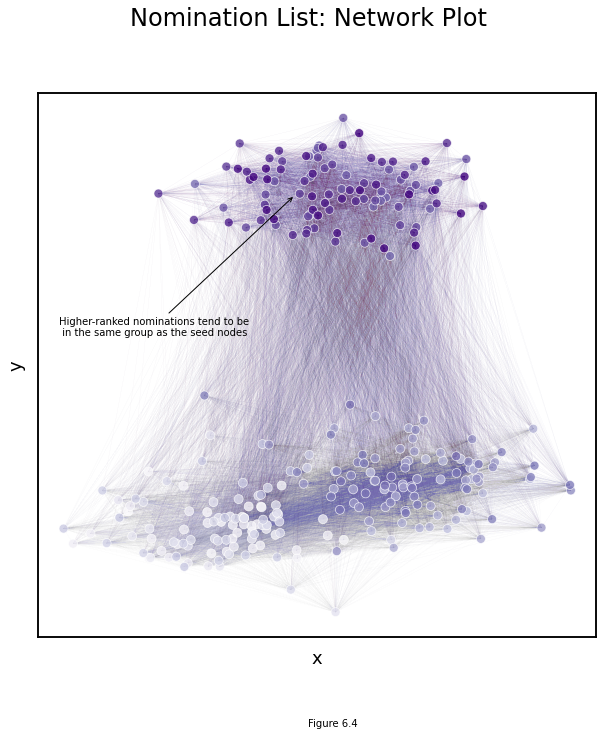 Nomination List: Network Plot
Higher-ranked nominations tend to be
in the same group as the seed nodes
y
x
Figure 6.4